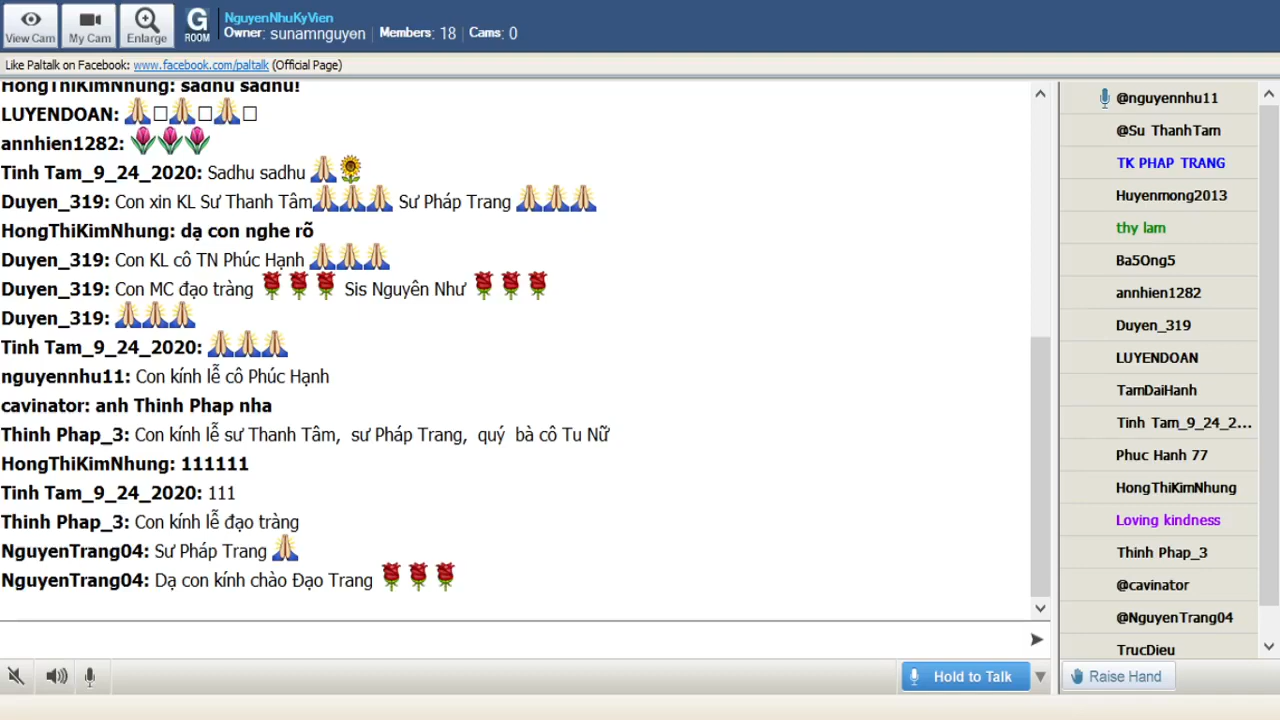 View Cam
My Cam
Enlarge
G
ROOM
NguyenNhuKyVien
Owner: sunamnguyen | Members: 18 | Cams: 0
Like Paltalk on Facebook: www.facebook.com/paltalk (Official Page)
HongThiKimNhung: sadhu sadhu!
LUYENDOAN:
annhien1282:
Tinh Tam_9_24_2020: Sadhu sadhu
Duyen_319: Con xin KL Sư Thanh Tâm Sư Pháp Trang
HongThiKimNhung: dạ con nghe rõ
Duyen_319: Con KL cô TN Phúc Hạnh
Duyen_319: Con MC đạo tràng Sis Nguyên Như
Duyen_319:
Tinh Tam_9_24_2020:
nguyennhu11: Con kính lễ cô Phúc Hạnh
cavinator: anh Thinh Phap nha
Thinh Phap_3: Con kính lễ sư Thanh Tâm, sư Pháp Trang, quý bà cô Tu Nữ
HongThiKimNhung: 111111
Tinh Tam_9_24_2020: 111
Thinh Phap_3: Con kính lễ đạo tràng
NguyenTrang04: Sư Pháp Trang
NguyenTrang04: Dạ con kính chào Đạo Trang
Hold to Talk
@nguyennhu11
@Su ThanhTam
TK PHAP TRANG
Huyenmong2013
thy lam
Ba5Ong5
annhien1282
Duyen_319
LUYENDOAN
TamDaiHanh
Tinh Tam_9_24_2...
Phuc Hanh 77
HongThiKimNhung
Loving kindness
Thinh Phap_3
@cavinator
@NguyenTrang04
TrucDieu
Raise Hand